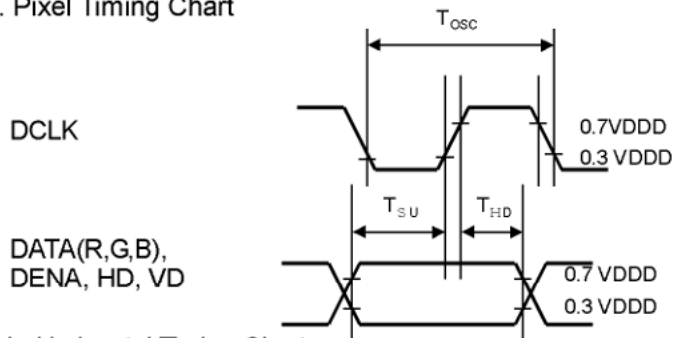 . Pixel Timing Chart
Tosc
DCLK
0.7VDDD
0.3 VDDD
TSU
THD
DATA(R,G,B),
DENA, HD, VD
0.7 VDDD
0.3 VDDD